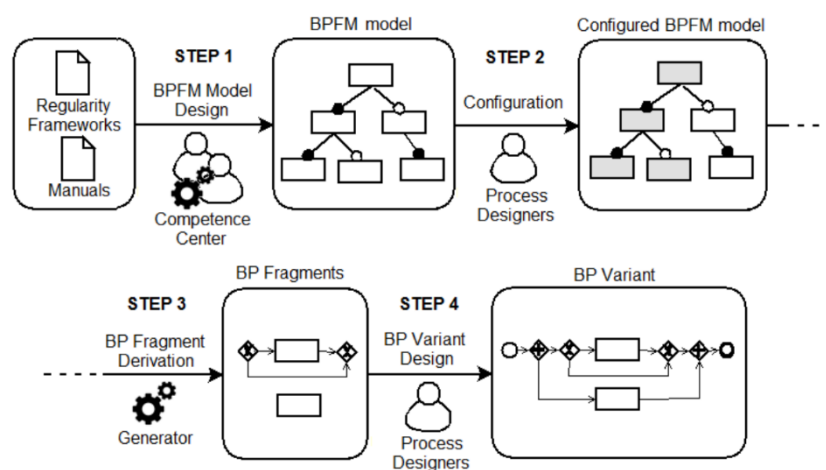 BPFM model
Configured BPFM model
STEP 1
STEP 2
Regularity
Frameworks
Manuals
BPFM Model
Design
Competence
Center
Configuration
Process
Designers
BP Fragments
BP Variant
STEP 3
STEP 4
BP Fragment
Derivation
Generator
BP Variant
Design
Process
Designers